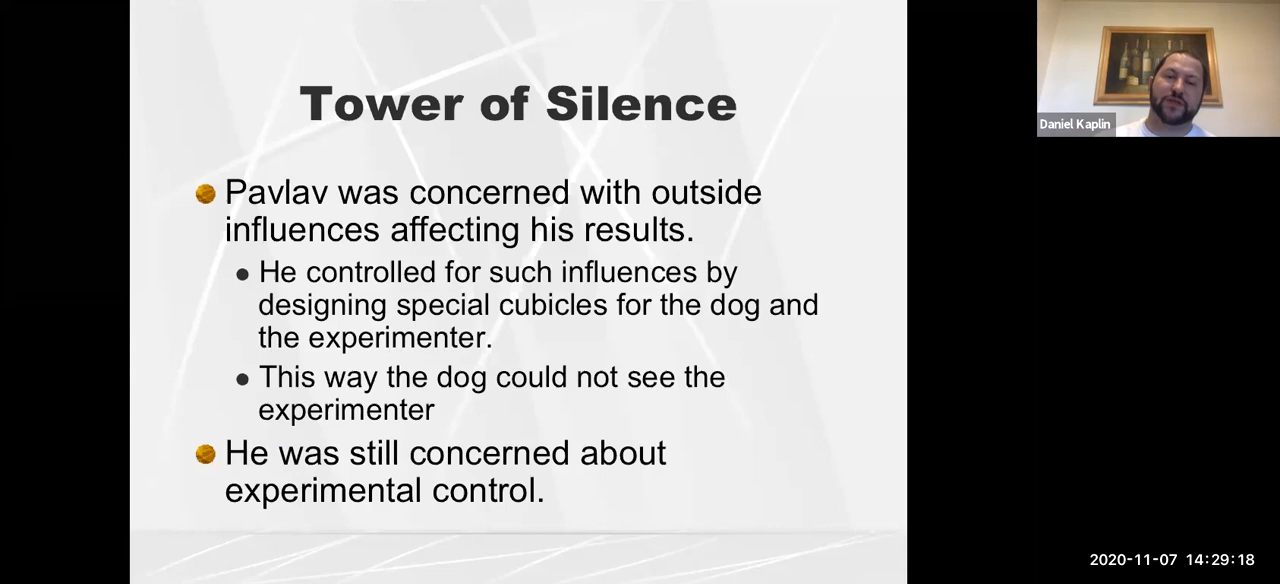 Tower of Silence
Pavlav was concerned with outside
influences affecting his results.
He controlled for such influences by
designing special cubicles for the dog and
the experimenter.
This way the dog could not see the
experimenter
He was still concerned about
experimental control.
Daniel Kaplin
2020-11-07 14:29:18